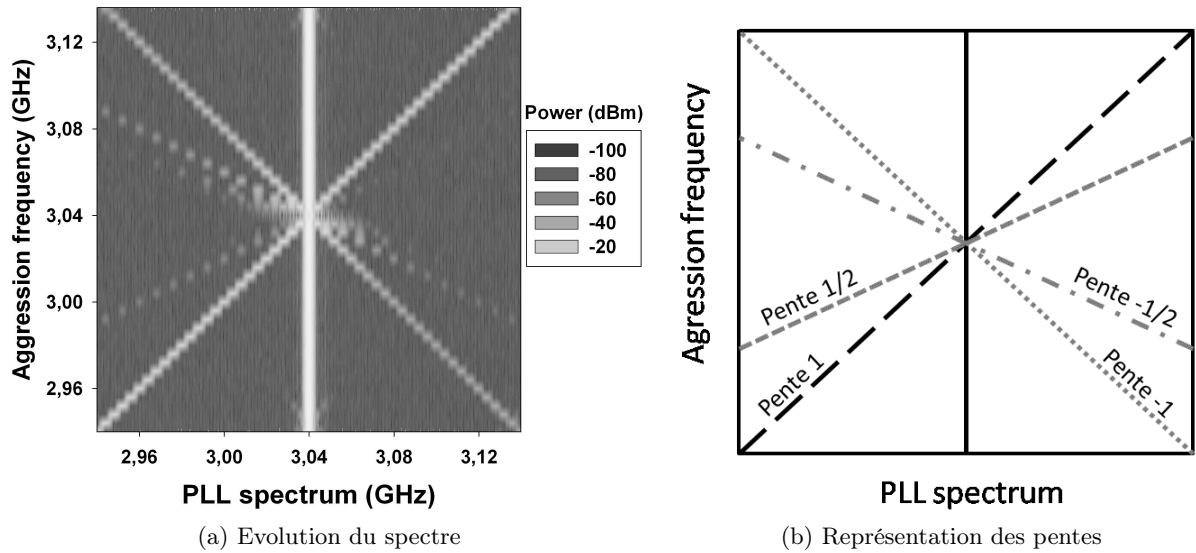 Aggression frequency (GHz)
3,12
3,08
3,04
3,00
2,96
2,96 3,00 3,04 3,08 3,12
PLL spectrum (GHz)
Power (dBm)
-100
-80
-60
-40
-20
(a) Evolution du spectre
Agression frequency
Pente 1/2
Pente -1/2
Pente 1
Pente -1
PLL spectrum
(b) Représentation des pentes